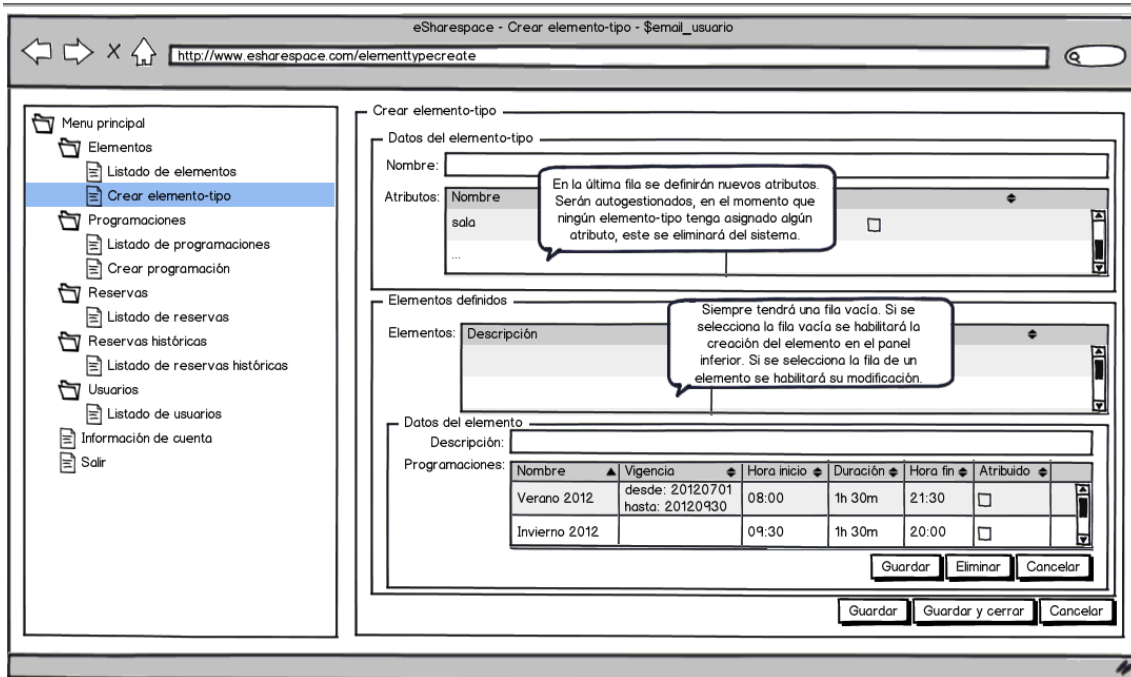 eSharespace - Crear elemento-tipo - $email_usuario
http://www.esharespace.com/elementtypecreate
Menu principal
Elementos
Listado de elementos
Crear elemento-tipo
Programaciones
Listado de programaciones
Crear programación
Reservas
Listado de reservas
Reservas históricas
Listado de reservas históricas
Usuarios
Listado de usuarios
Información de cuenta
Salir
Crear elemento-tipo
Datos del elemento-tipo
Nombre:
Atributos:
Nombre
sala
...
En la última fila se definirán nuevos atributos.
Serán autogestionados, en el momento que
ningún elemento-tipo tenga asignado algún
atributo, este se eliminará del sistema.
Elementos definidos
Elementos:
Descripción
Siempre tendrá una fila vacía. Si se
selecciona la fila vacía se habilitará la
creación del elemento en el panel
inferior. Si se selecciona la fila de un
elemento se habilitará su modificación.
Datos del elemento
Descripción:
Programaciones:
Nombre Vigencia Hora inicio Duración Hora fin Atribuido
Verano 2012 desde: 20120701 08:00 1h 30m 21:30
hasta: 20120930
Invierno 2012 09:30 1h 30m 20:00
Guardar Eliminar Cancelar
Guardar Guardar y cerrar Cancelar